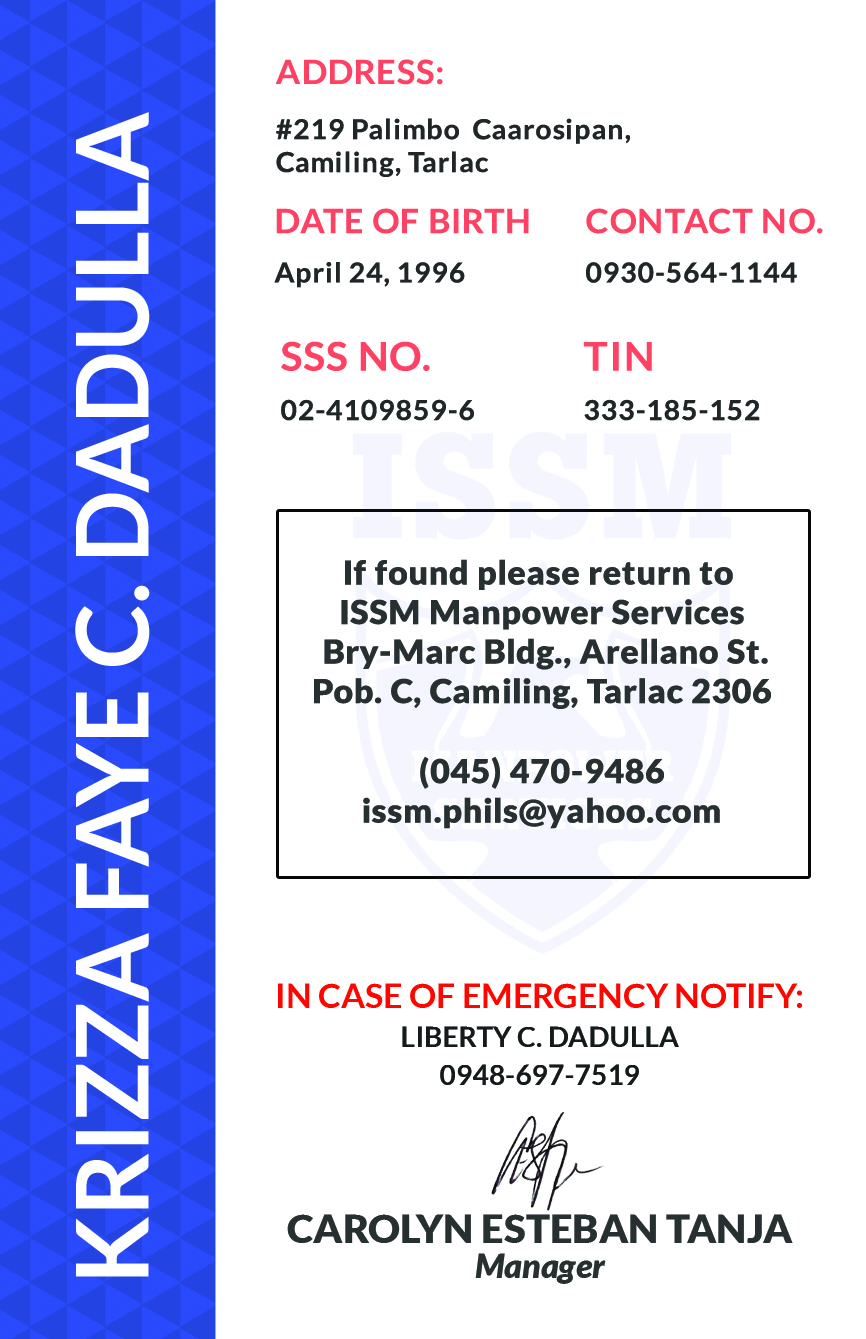 KRIZZA FAYE C. DADULLA
ADDRESS:
#219 Palimbo Caarosipan,
Camiling, Tarlac
DATE OF BIRTH
April 24, 1996
CONTACT NO.
0930-564-1144
SSS NO.
02-4109859-6
TIN
333-185-152
ISSM
If found please return to
ISSM Manpower Services
Bry-Marc Bldg., Arellano St.
Pob. C, Camiling, Tarlac 2306
(045) 470-9486
issm.phils@yahoo.com
MANPOWER
SERVICES
IN CASE OF EMERGENCY NOTIFY:
LIBERTY C. DADULLA
0948-697-7519
CAROLYN ESTEBAN TANJA
Manager